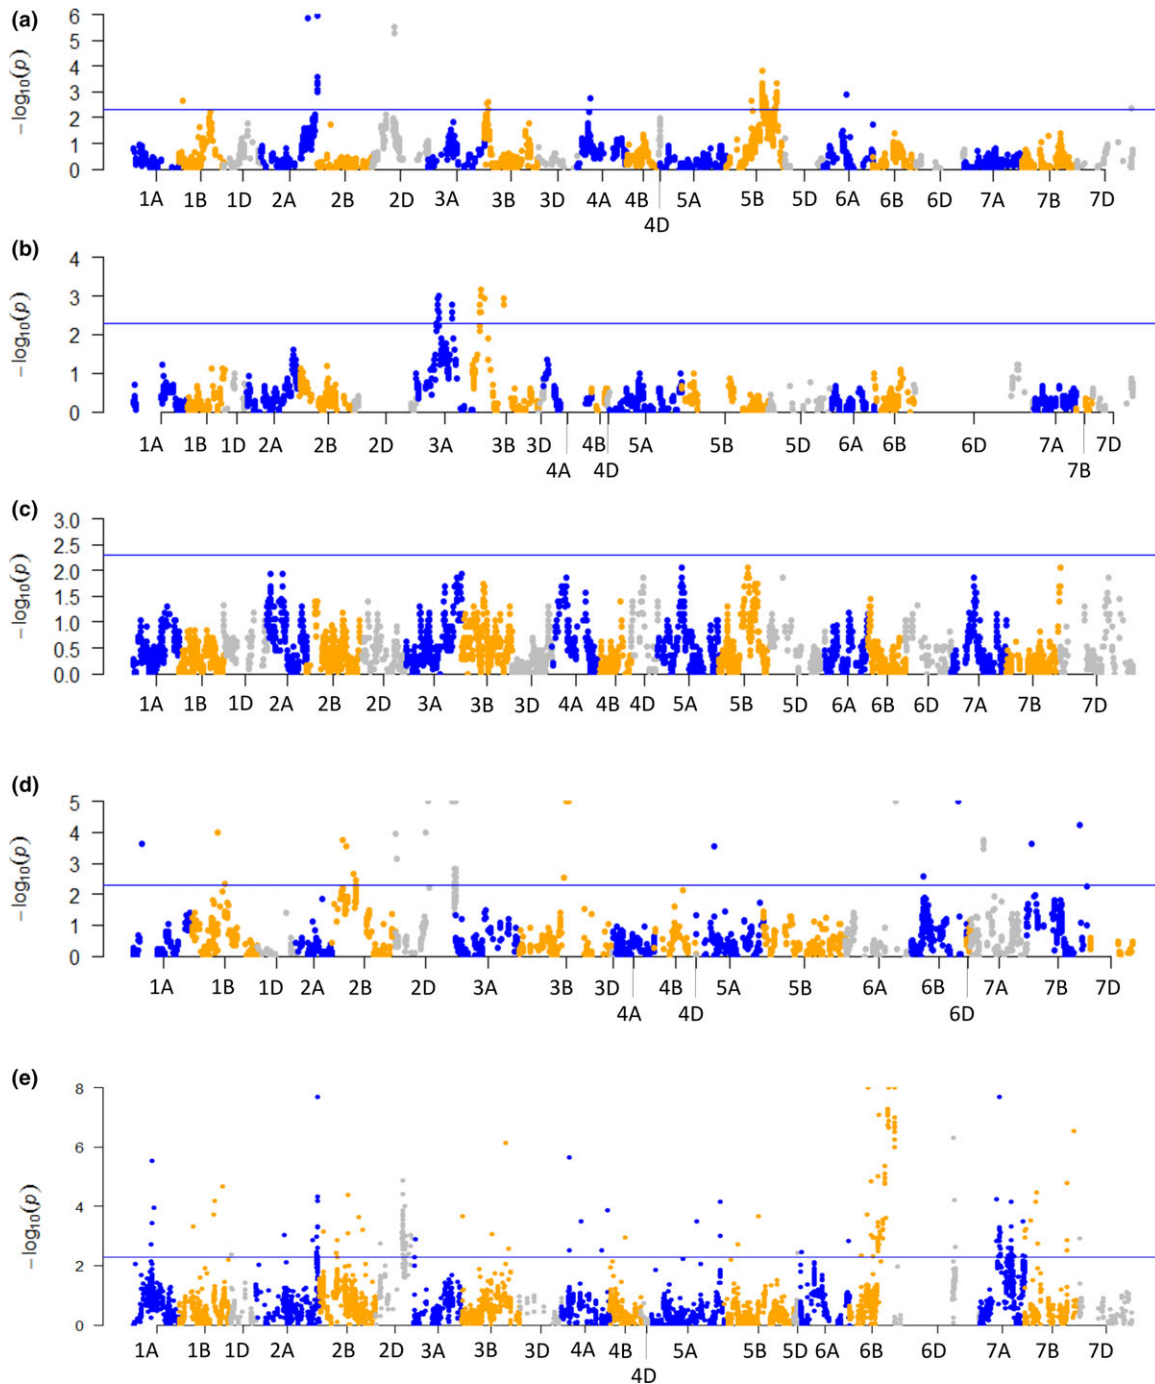 (a)
6
5
4
3
2
1
0
−log10(p)
1A 1B 1D 2A 2B 2D 3A 3B 3D 4A 4B 5A 5B 5D 6A 6B 6D 7A 7B 7D
4D
(b)
4
3
2
1
0
−log10(p)
1A 1B 1D 2A 2B 2D 3A 3B 3D 4B 5A 5B 5D 6A 6B 6D 7A 7D
4A 4D 7B
(c)
3.0
2.5
2.0
1.5
1.0
0.5
0.0
−log10(p)
1A 1B 1D 2A 2B 2D 3A 3B 3D 4A 4B 4D 5A 5B 5D 6A 6B 6D 7A 7B 7D
(d)
5
4
3
2
1
0
−log10(p)
1A 1B 1D 2A 2B 2D 3A 3B 3D 4B 5A 5B 6A 6B 7A 7B 7D
4A 4D 6D
(e)
8
6
4
2
0
−log10(p)
1A 1B 1D 2A 2B 2D 3A 3B 3D 4A 4B 5A 5B 5D 6A 6B 6D 7A 7B 7D
4D